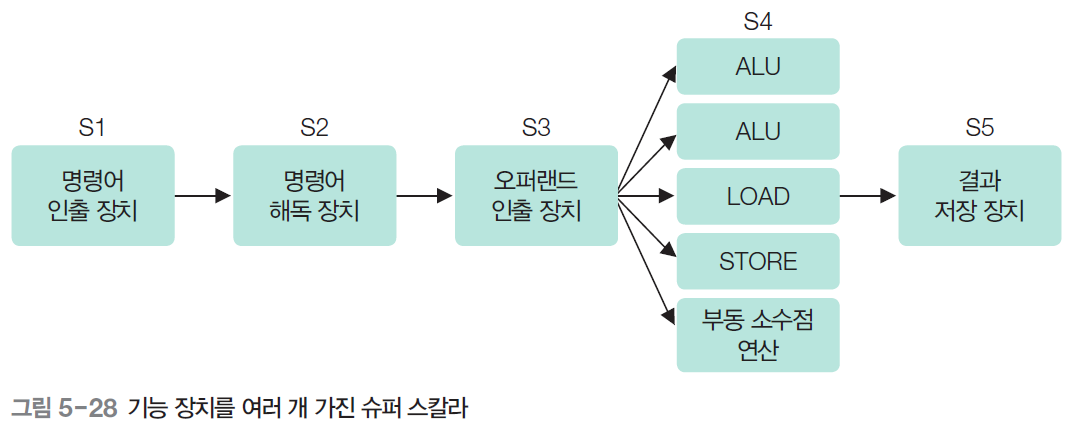 S1
명령어
인출 장치
S2
명령어
해독 장치
S3
오퍼랜드
인출 장치
S4
ALU
ALU
LOAD
STORE
부동 소수점
연산
S5
결과
저장 장치
그림 5-28 기능 장치를 여러 개 가진 슈퍼 스칼라